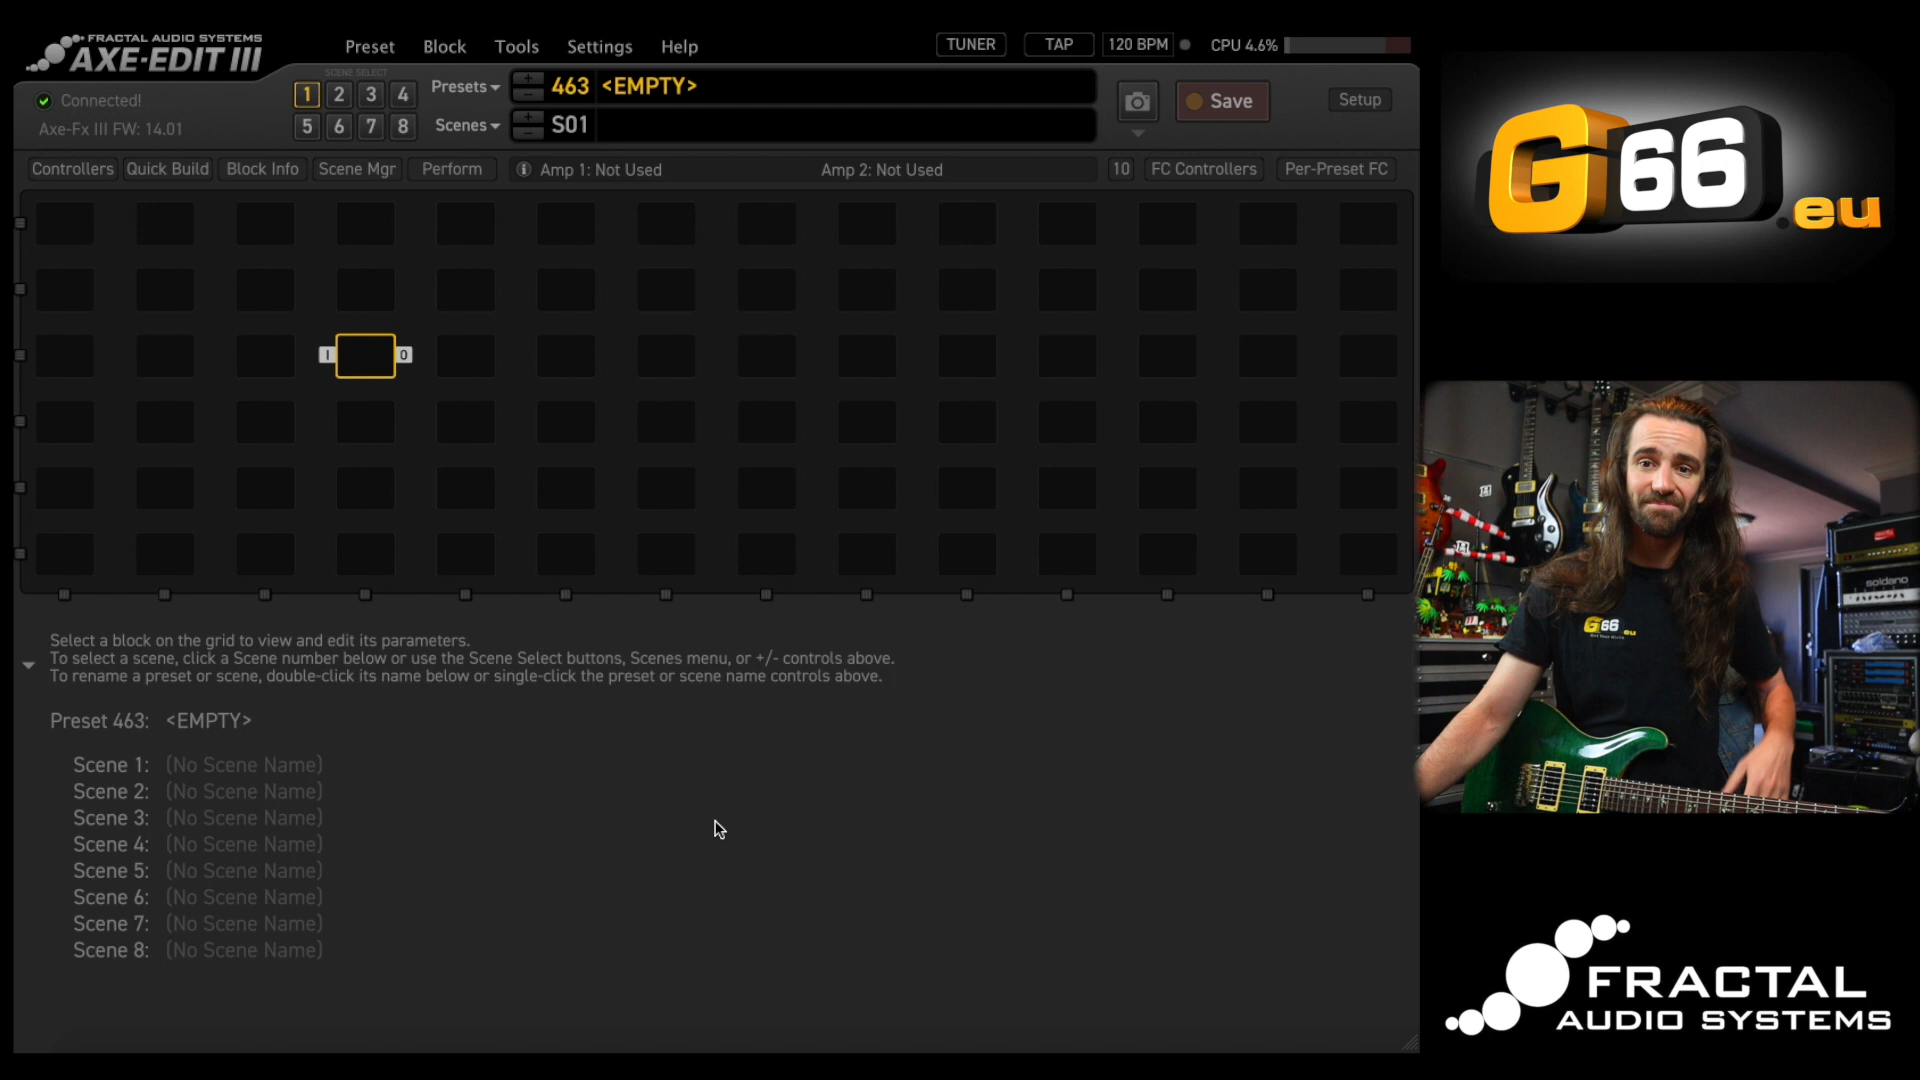 FRACTAL AUDIO SYSTEMS
AXE-EDIT III
Preset Block Tools Settings Help
TUNER TAP 120 BPM CPU 4.6%
Connected!
Axe-Fx III FW: 14.01
SCENE SELECT
1 2 3 4
5 6 7 8
Presets + − 463 <EMPTY>
Scenes + − S01
Save
Setup
Controllers Quick Build Block Info Scene Mgr Perform
Amp 1: Not Used Amp 2: Not Used
10 FC Controllers Per-Preset FC
I O
Select a block on the grid to view and edit its parameters.
To select a scene, click a Scene number below or use the Scene Select buttons, Scenes menu, or +/- controls above.
To rename a preset or scene, double-click its name below or single-click the preset or scene name controls above.
Preset 463: <EMPTY>
Scene 1: (No Scene Name)
Scene 2: (No Scene Name)
Scene 3: (No Scene Name)
Scene 4: (No Scene Name)
Scene 5: (No Scene Name)
Scene 6: (No Scene Name)
Scene 7: (No Scene Name)
Scene 8: (No Scene Name)
G66.eu
soldano
G66.eu
FRACTAL
AUDIO SYSTEMS